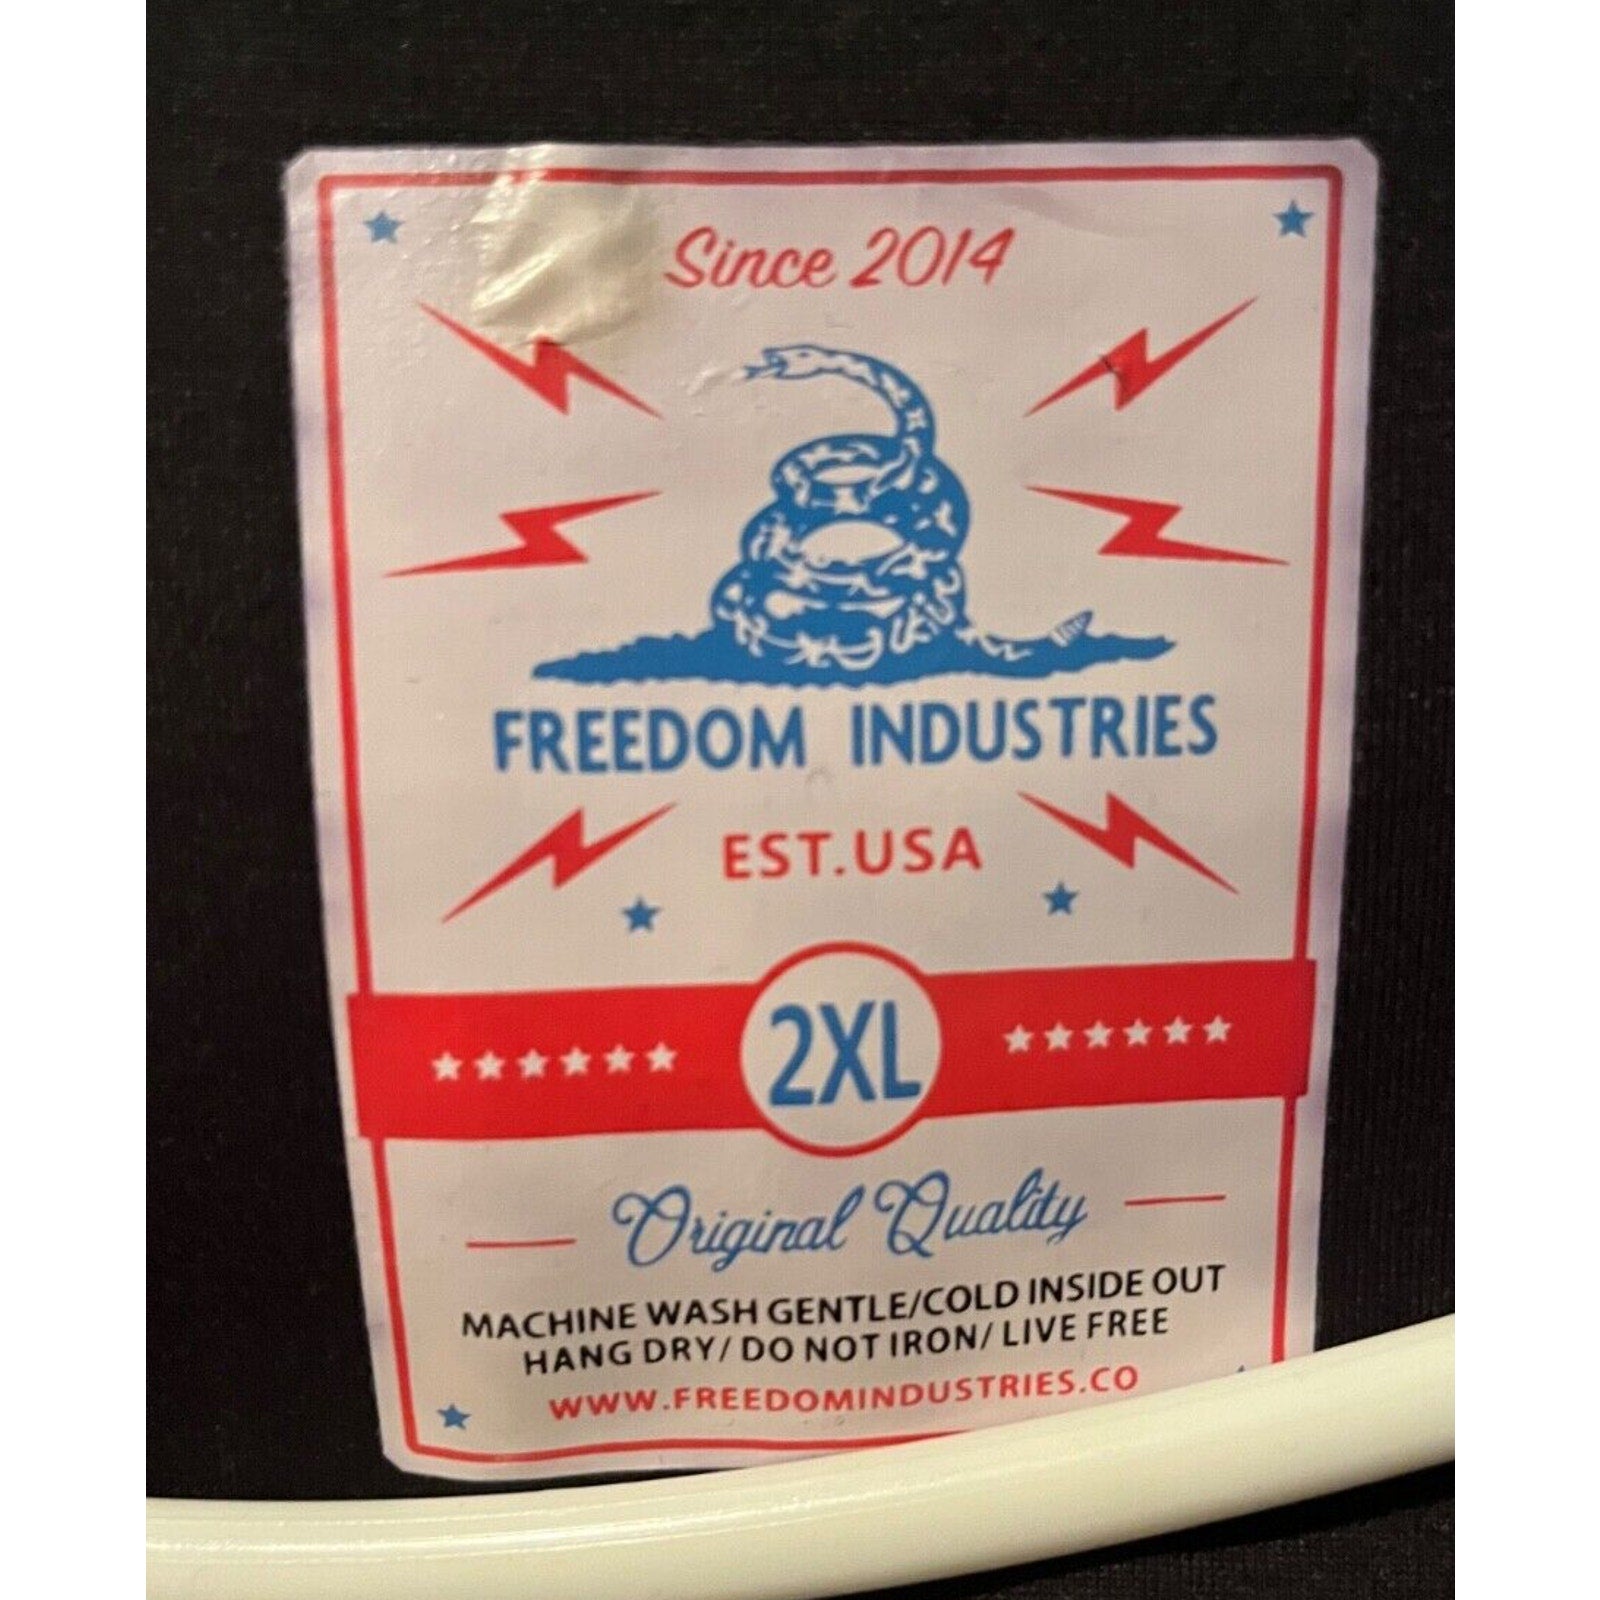 Since 2014
FREEDOM INDUSTRIES
EST.USA
2XL
Original Quality
MACHINE WASH GENTLE/COLD INSIDE OUT
HANG DRY/ DO NOT IRON/ LIVE FREE
WWW.FREEDOMINDUSTRIES.CO